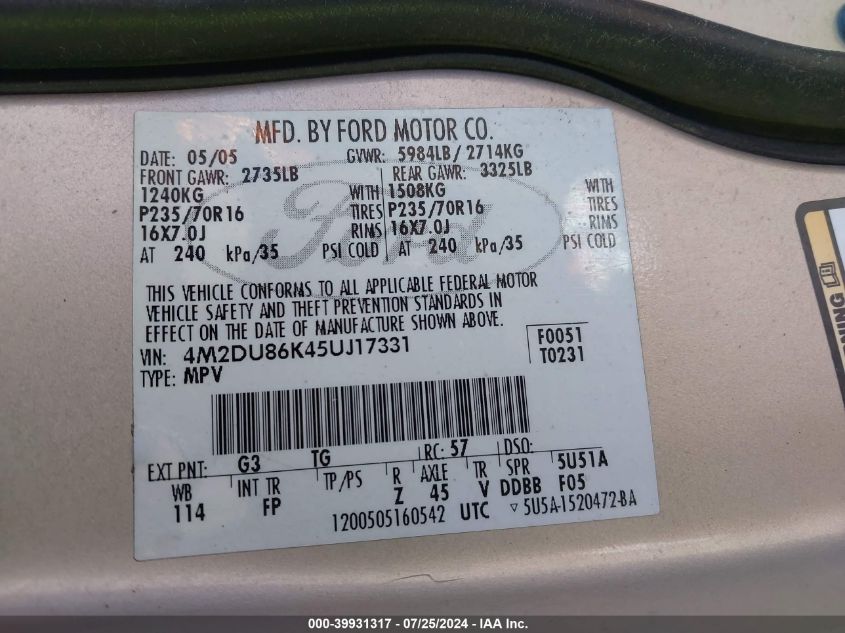 MFD. BY FORD MOTOR CO.
DATE: 05/05 GVWR: 5984LB/ 2714KG
FRONT GAWR: 2735LB REAR GAWR: 3325LB
1240KG WITH 1508KG WITH
P235/70R16 TIRES P235/70R16 TIRES
16X7.0J RIMS 16X7.0J RIMS
AT 240 kPa/35 PSI COLD AT 240 kPa/35 PSI COLD
Ford
THIS VEHICLE CONFORMS TO ALL APPLICABLE FEDERAL MOTOR
VEHICLE SAFETY AND THEFT PREVENTION STANDARDS IN
EFFECT ON THE DATE OF MANUFACTURE SHOWN ABOVE.
VIN: 4M2DU86K45UJ17331 F0051
TYPE: MPV T0231
EXT PNT: G3 TG RC: 57 DSO:
WB INT TR TP/PS R AXLE TR SPR 5U51A
114 FP Z 45 V DDBB F05
1200505160542 UTC ▿ 5U5A-1520472-BA
000-39931317 / 07/25/2024 - IAA Inc.